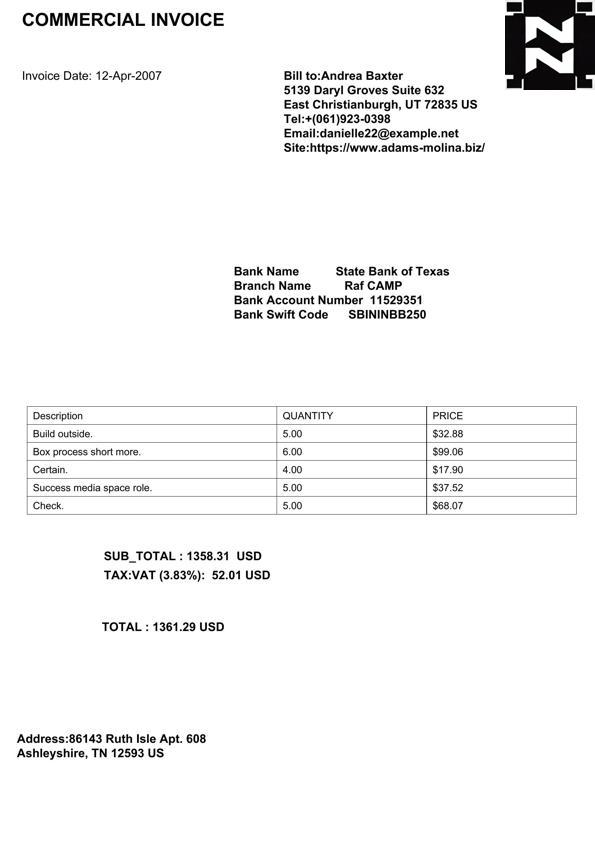 COMMERCIAL INVOICE
Invoice Date: 12-Apr-2007
Bill to:Andrea Baxter
5139 Daryl Groves Suite 632
East Christianburgh, UT 72835 US
Tel:+(061)923-0398
Email:danielle22@example.net
Site:https://www.adams-molina.biz/
Bank Name State Bank of Texas
Branch Name Raf CAMP
Bank Account Number 11529351
Bank Swift Code SBININBB250
Description QUANTITY PRICE
Build outside. 5.00 $32.88
Box process short more. 6.00 $99.06
Certain. 4.00 $17.90
Success media space role. 5.00 $37.52
Check. 5.00 $68.07
SUB_TOTAL : 1358.31 USD
TAX:VAT (3.83%): 52.01 USD
TOTAL : 1361.29 USD
Address:86143 Ruth Isle Apt. 608
Ashleyshire, TN 12593 US